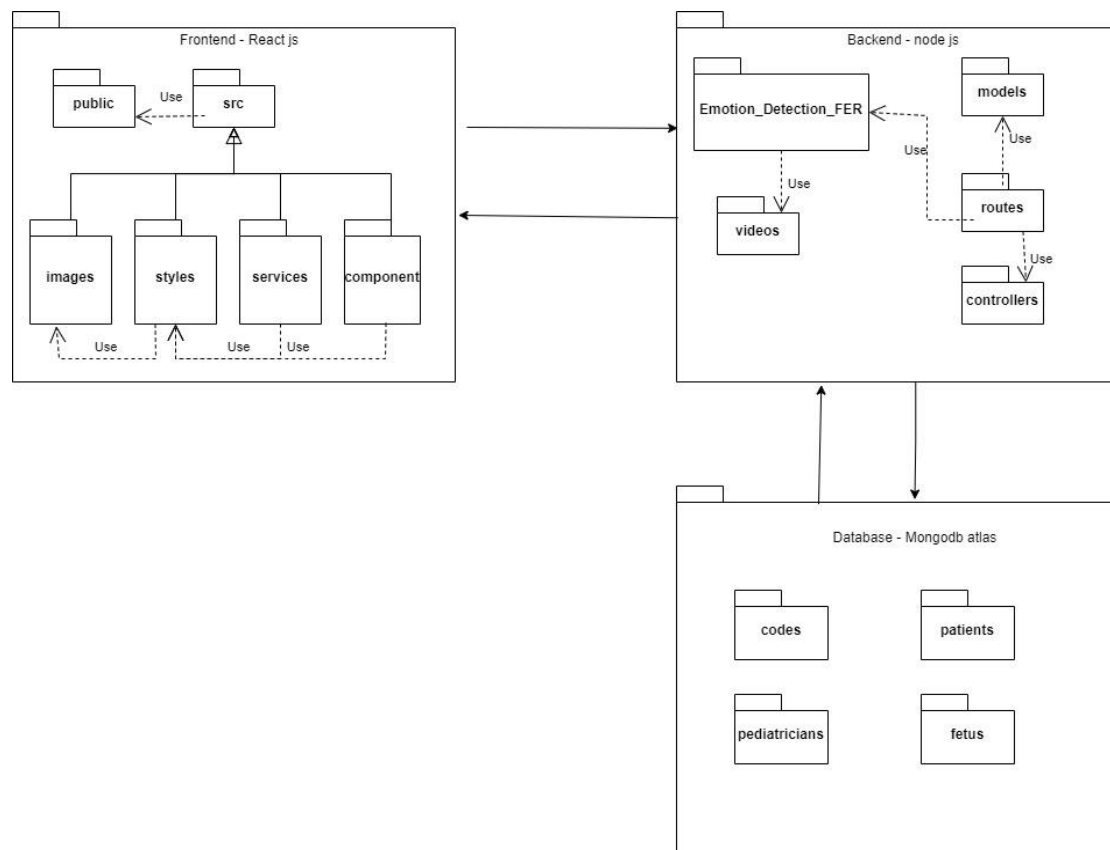 Frontend - React js
public
Use
src
images
styles
services
component
Use
Use
Use
Backend - node js
Emotion_Detection_FER
models
Use
Use
Use
routes
videos
Use
controllers
Database - Mongodb atlas
codes
patients
pediatricians
fetus